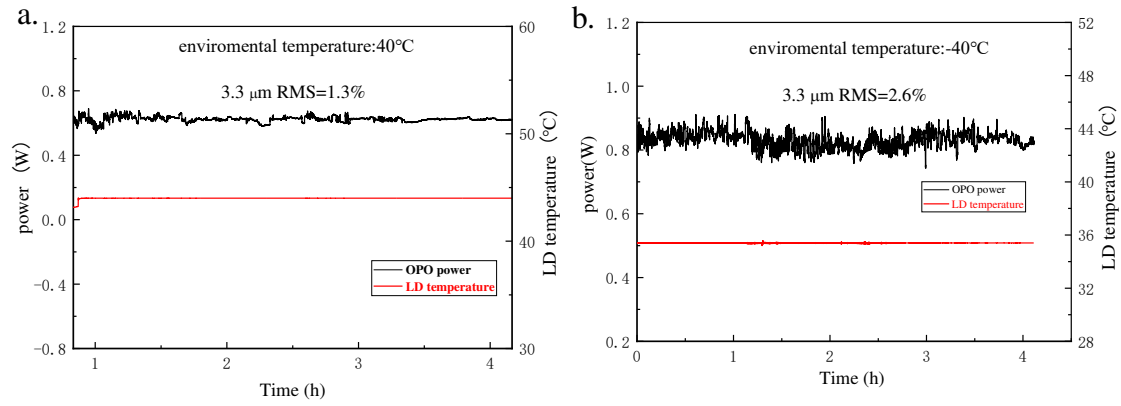 a.
enviromental temperature:40℃
3.3 μm RMS=1.3%
1.2
0.8
0.4
0.0
-0.4
-0.8
power (W)
60
51
43
34
30
LD temperature (℃)
OPO power
LD temperature
1 2 3 4
Time (h)
b.
enviromental temperature:-40℃
3.3 μm RMS=2.6%
1.2
1.0
0.8
0.6
0.4
0.2
power(W)
52
48
44
40
36
32
28
LD temperature (℃)
OPO power
LD temperature
0 1 2 3 4
Time (h)